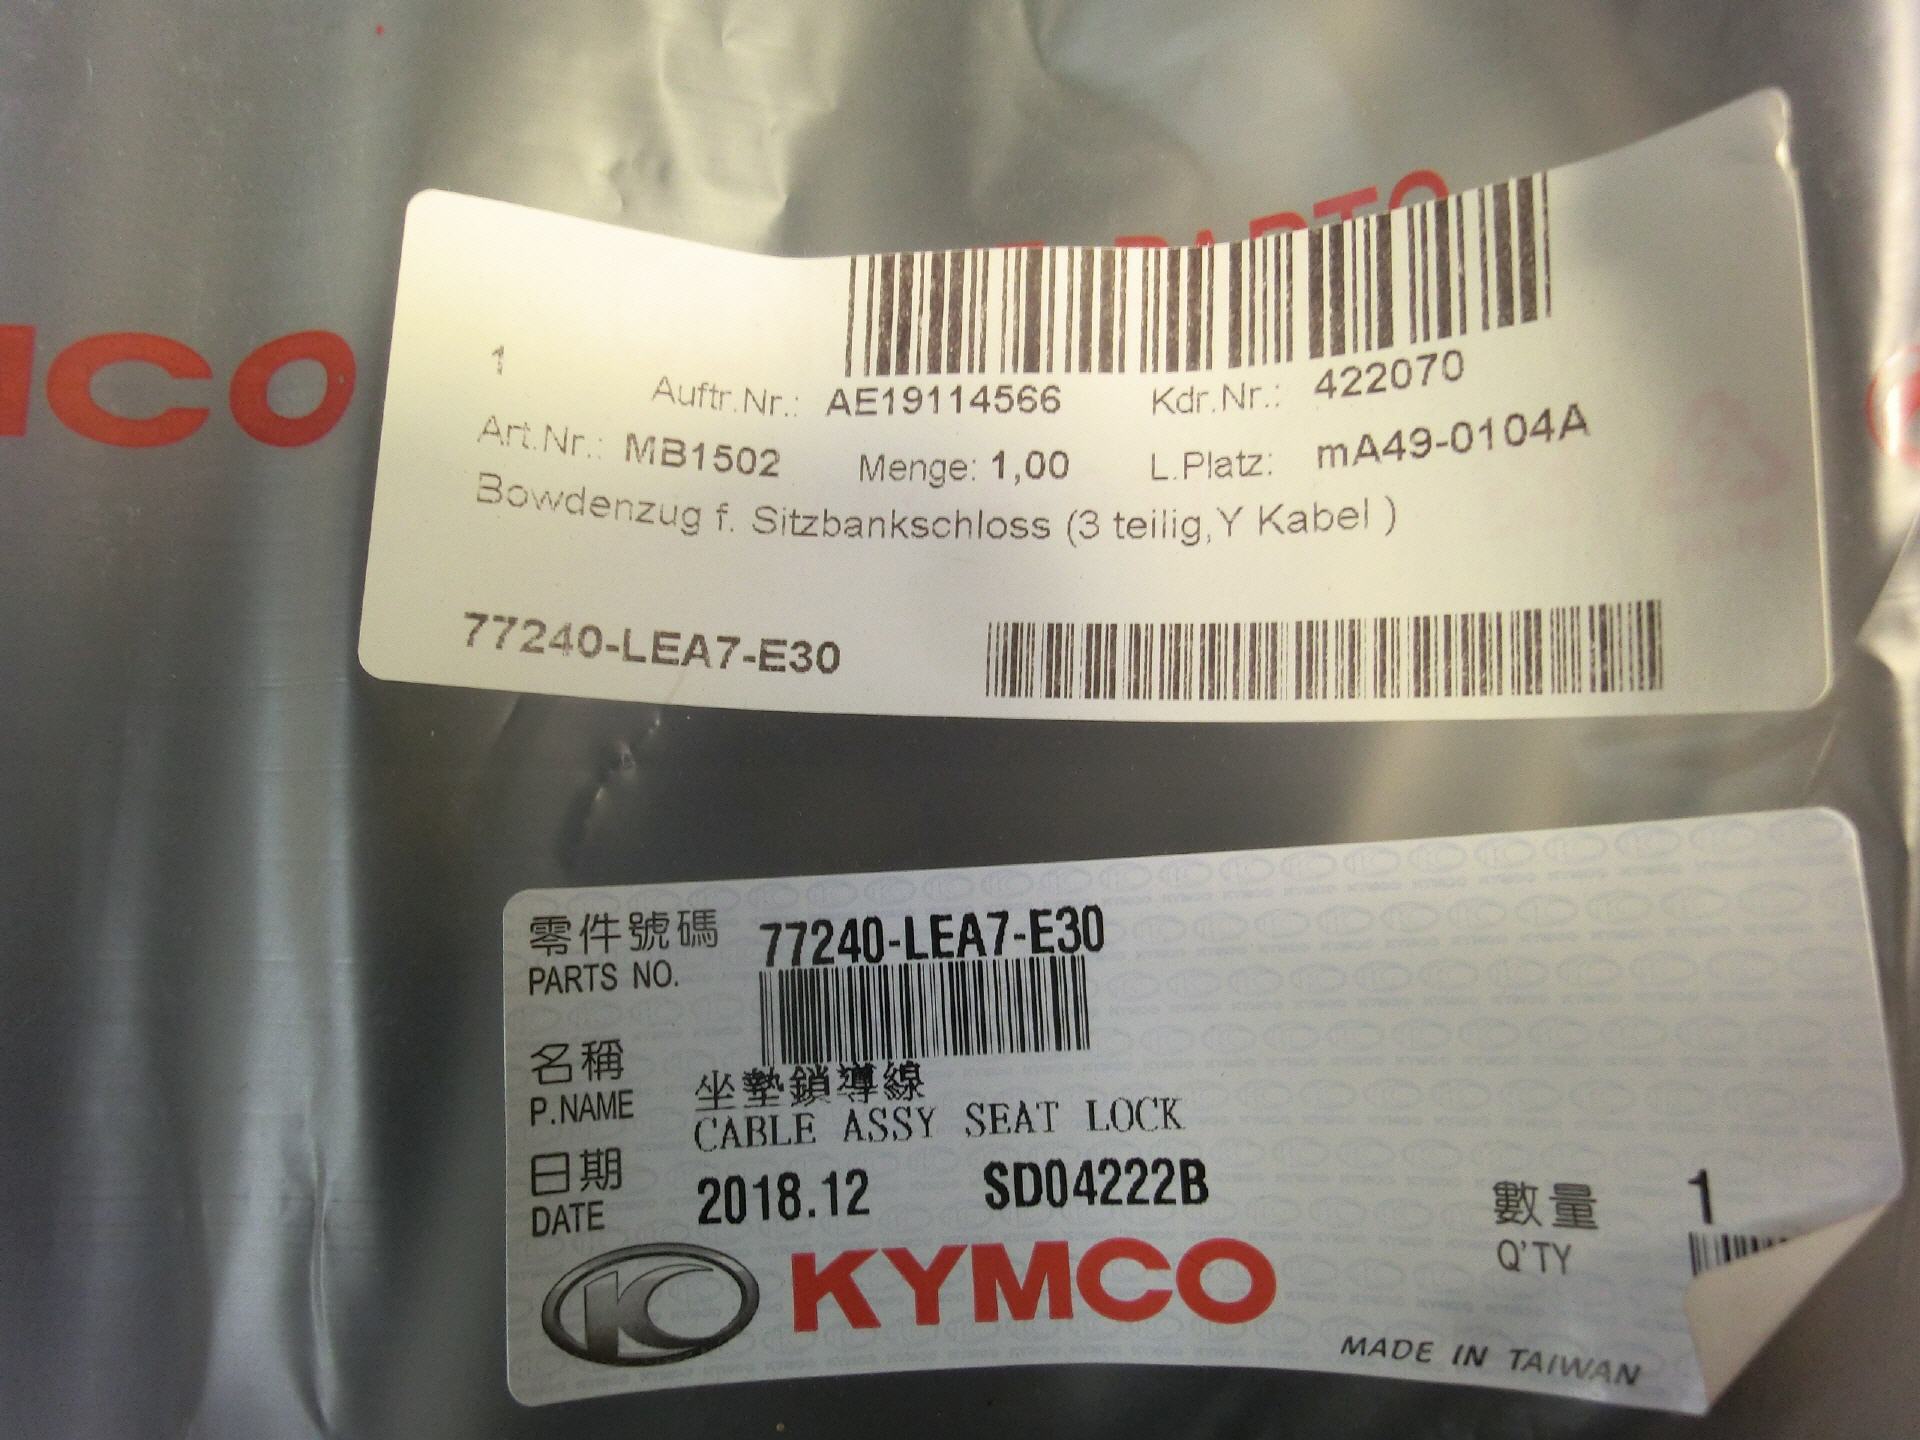 PARTS
MCO
1
Auftr.Nr.: AE19114566 Kdr.Nr.: 422070
Art.Nr.: MB1502 Menge: 1,00 L.Platz: mA49-0104A
Bowdenzug f. Sitzbankschloss (3 teilig,Y Kabel )
77240-LEA7-E30
零件號碼 77240-LEA7-E30
PARTS NO.
名稱 坐墊鎖導線
P.NAME CABLE ASSY SEAT LOCK
日期 2018.12 SD04222B 數量 1
DATE Q'TY
KYMCO
MADE IN TAIWAN